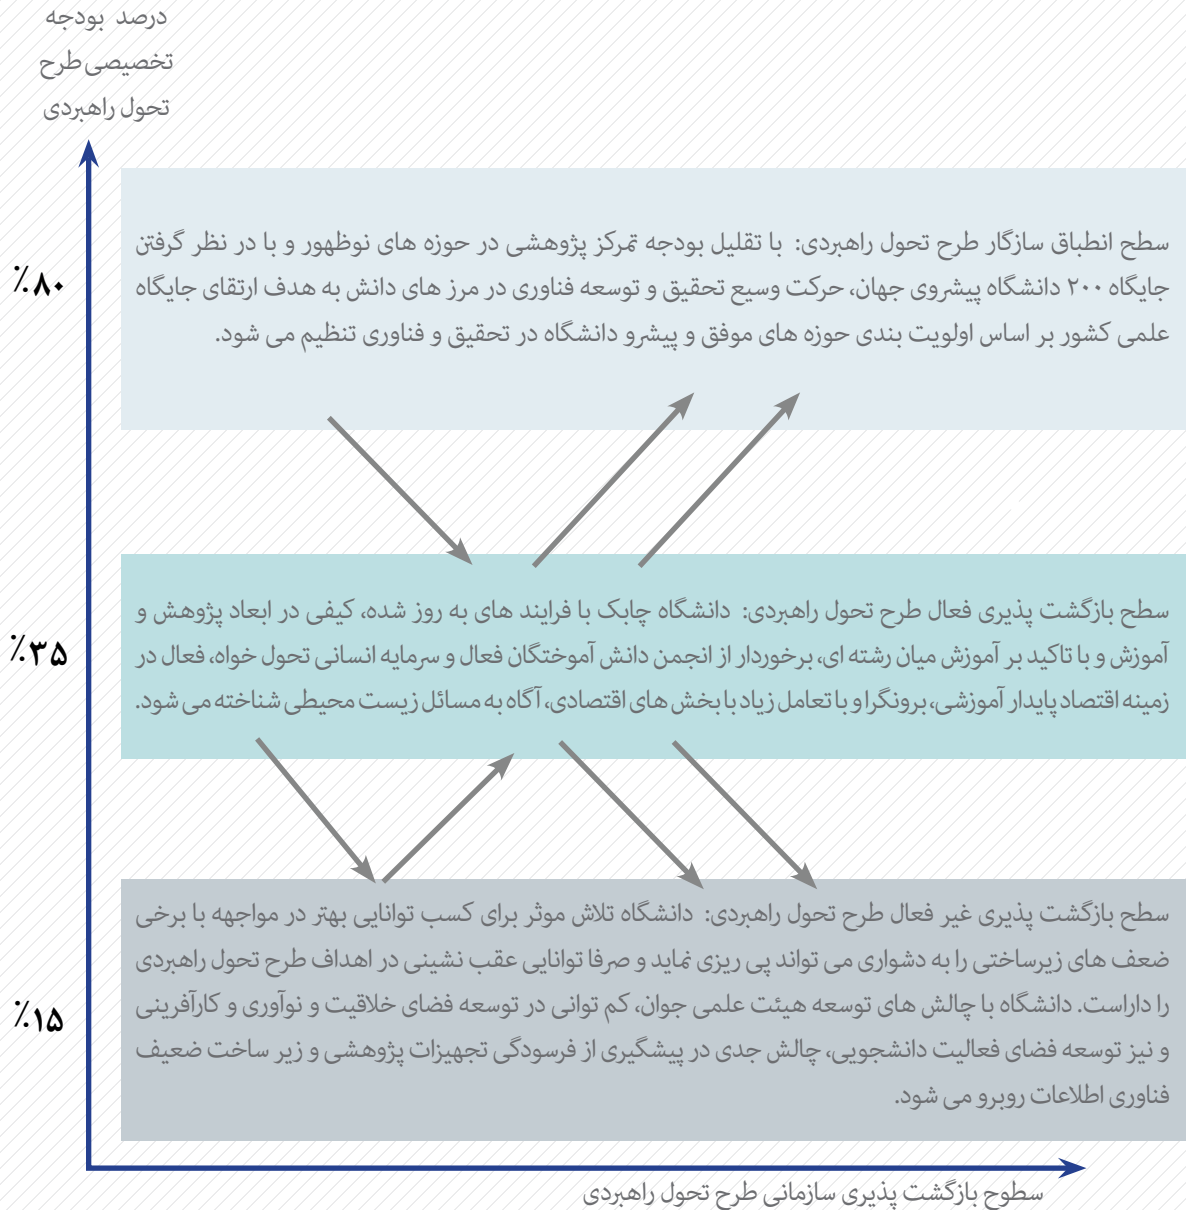 درصد بودجه
تخصیصی طرح
تحول راهبردی
٪۸۰
سطح انطباق سازگار طرح تحول راهبردی: با تقلیل بودجه تمرکز پژوهشی در حوزه های نوظهور و با در نظر گرفتن
جایگاه ۲۰۰ دانشگاه پیشروی جهان، حرکت وسیع تحقیق و توسعه فناوری در مرز های دانش به هدف ارتقای جایگاه
علمی کشور بر اساس اولویت بندی حوزه های موفق و پیشرو دانشگاه در تحقیق و فناوری تنظیم می شود.
٪۳۵
سطح بازگشت پذیری فعال طرح تحول راهبردی: دانشگاه چابک با فرایند های به روز شده، کیفی در ابعاد پژوهش و
آموزش و با تاکید بر آموزش میان رشته ای، برخوردار از انجمن دانش آموختگان فعال و سرمایه انسانی تحول خواه، فعال در
زمینه اقتصاد پایدار آموزشی، برونگرا و با تعامل زیاد با بخش های اقتصادی، آگاه به مسائل زیست محیطی شناخته می شود.
٪۱۵
سطح بازگشت پذیری غیر فعال طرح تحول راهبردی: دانشگاه تلاش موثر برای کسب توانایی بهتر در مواجهه با برخی
ضعف های زیرساختی را به دشواری می تواند پی ریزی نماید و صرفا توانایی عقب نشینی در اهداف طرح تحول راهبردی
را داراست. دانشگاه با چالش های توسعه هیئت علمی جوان، کم توانی در توسعه فضای خلاقیت و نوآوری و کارآفرینی
و نیز توسعه فضای فعالیت دانشجویی، چالش جدی در پیشگیری از فرسودگی تجهیزات پژوهشی و زیر ساخت ضعیف
فناوری اطلاعات روبرو می شود.
سطوح بازگشت پذیری سازمانی طرح تحول راهبردی